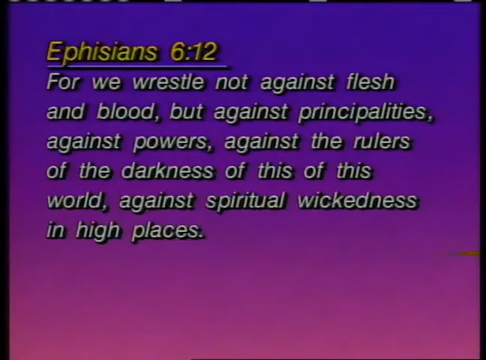 Ephisians 6:12
For we wrestle not against flesh
and blood, but against principalities,
against powers, against the rulers
of the darkness of this of this
world, against spiritual wickedness
in high places.